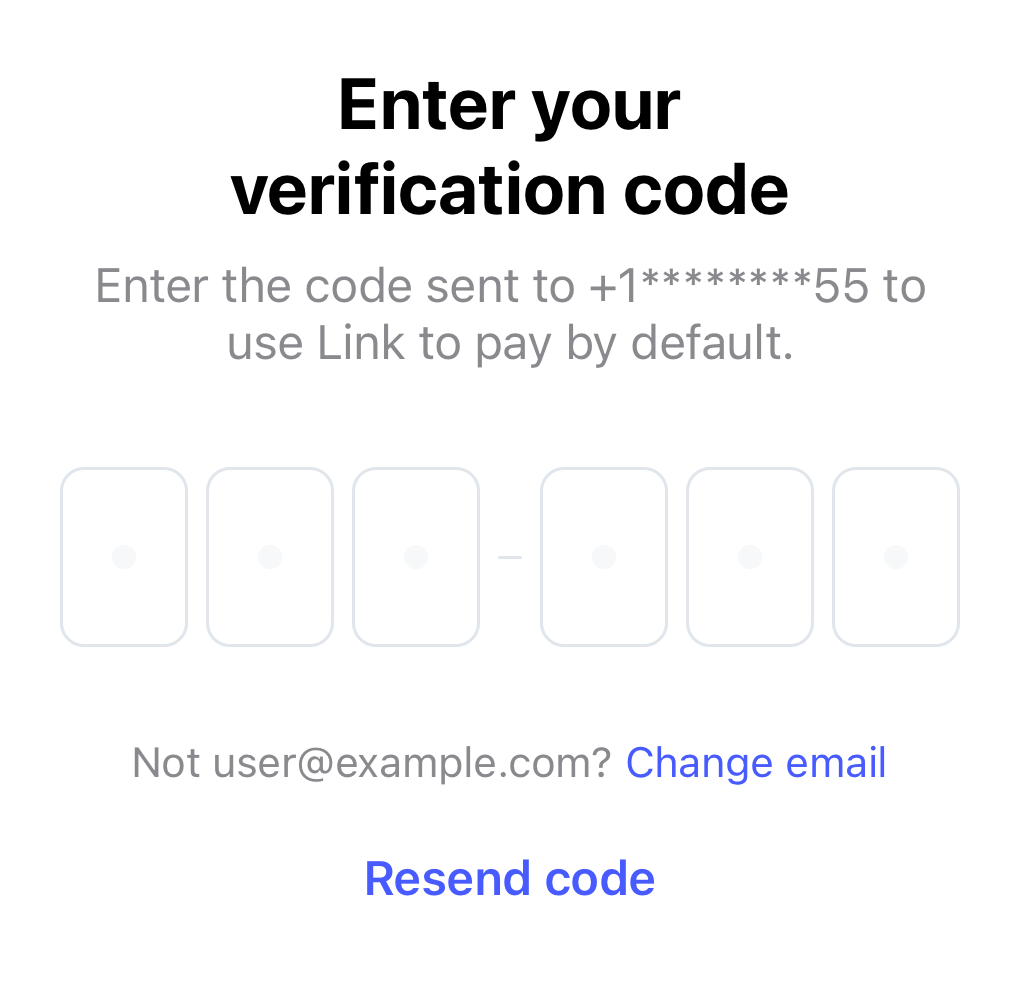 Enter your
verification code
Enter the code sent to +1********55 to
use Link to pay by default.
–
Not user@example.com? Change email
Resend code